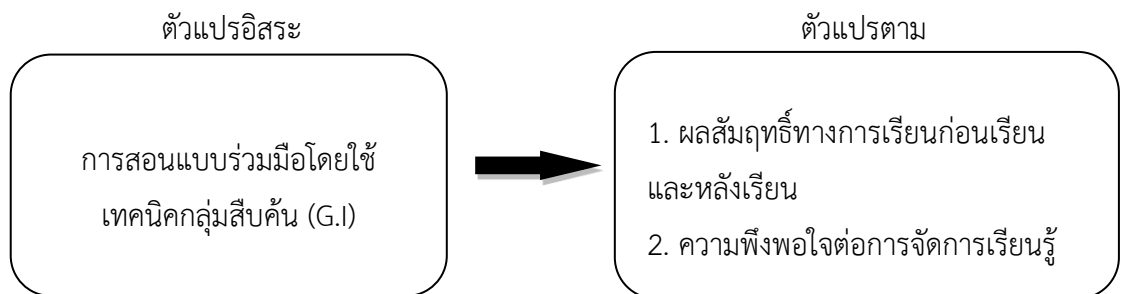 ตัวแปรอิสระ
ตัวแปรตาม
การสอนแบบร่วมมือโดยใช้
เทคนิคกลุ่มสืบค้น (G.I)
1. ผลสัมฤทธิ์ทางการเรียนก่อนเรียน
และหลังเรียน
2. ความพึงพอใจต่อการจัดการเรียนรู้